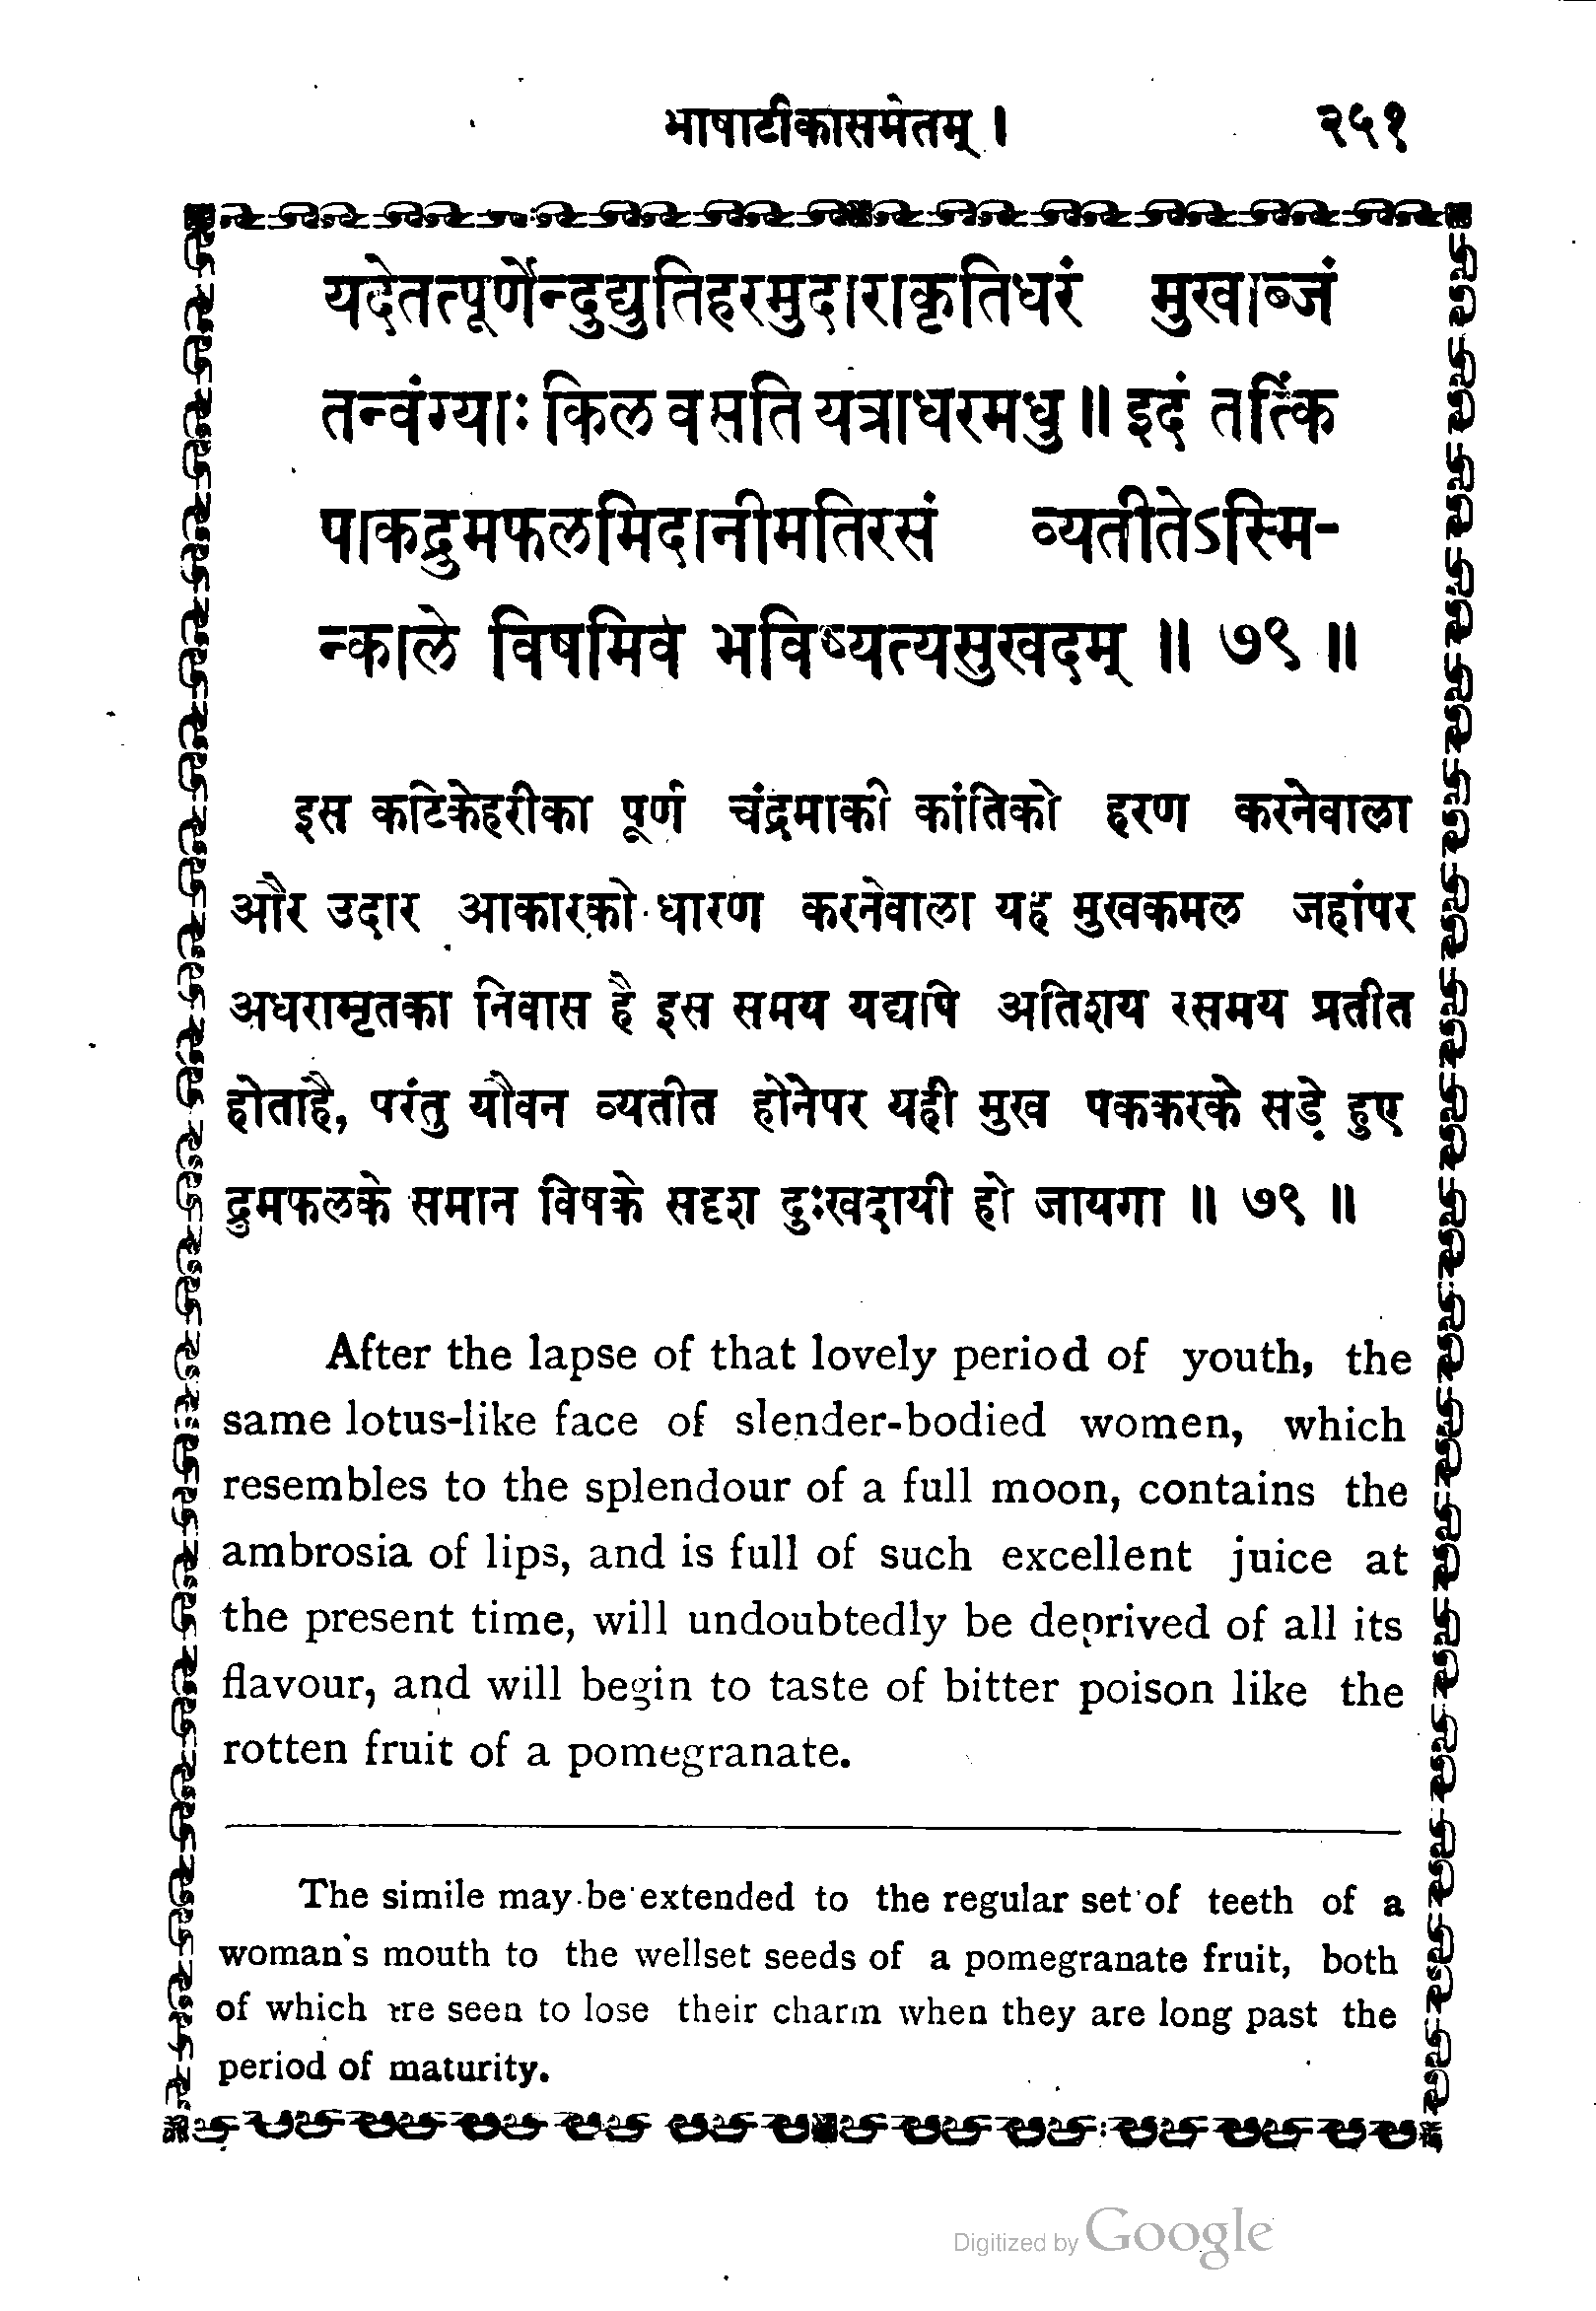 भाषाटीकासमेतम् । २५१
यदेतत्पूर्णेन्दुद्युतिहरमुदाराकृतिधरं मुखाब्जं
तन्वंग्याः किल वसति यत्राधरमधु ॥ इदं तत्किं
पाकद्रुमफलमिदानीमतिरसं व्यतीतेऽस्मि-
न्काले विषमिव भविष्यत्यसुखदम् ॥ ७९ ॥
इस कटिकेहरीका पूर्ण चंद्रमाकी कांतिको हरण करनेवाला
और उदार आकारको धारण करनेवाला यह मुखकमल जहांपर
अधरामृतका निवास है इस समय यद्यपि अतिशय रसमय प्रतीत
होताहै, परंतु यौवन व्यतीत होनेपर यही मुख पककरके सड़े हुए
द्रुमफलके समान विषके सदृश दुःखदायी हो जायगा ॥ ७९ ॥
After the lapse of that lovely period of youth, the
same lotus-like face of slender-bodied women, which
resembles to the splendour of a full moon, contains the
ambrosia of lips, and is full of such excellent juice at
the present time, will undoubtedly be deprived of all its
flavour, and will begin to taste of bitter poison like the
rotten fruit of a pomegranate.
The simile may be extended to the regular set of teeth of a
woman's mouth to the wellset seeds of a pomegranate fruit, both
of which are seen to lose their charm when they are long past the
period of maturity.
Digitized by Google